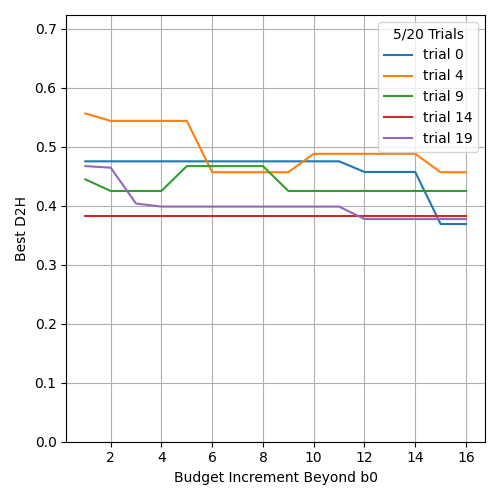 5/20 Trials
trial 0
trial 4
trial 9
trial 14
trial 19
0.7
0.6
0.5
0.4
0.3
0.2
0.1
0.0
Best D2H
2 4 6 8 10 12 14 16
Budget Increment Beyond b0